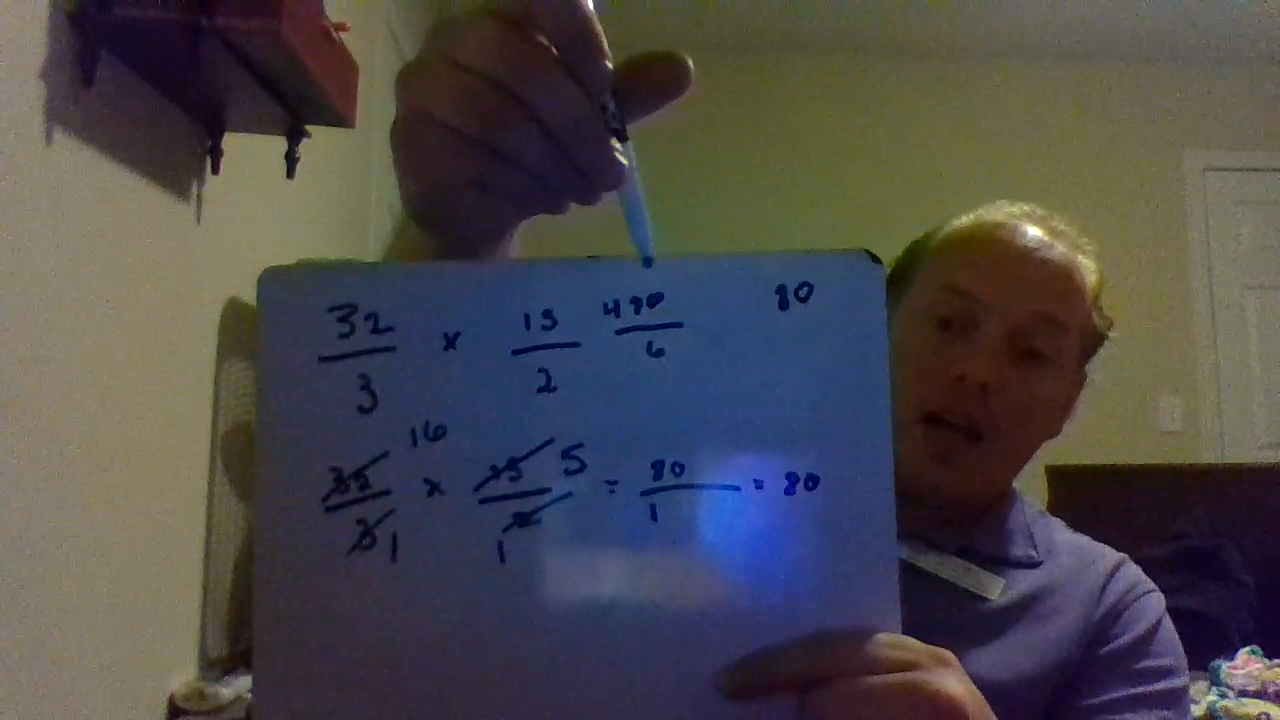 32 x 15 480 80
3 2 6
16
32 x 15 5 = 80 = 80
3 1 1 2 1